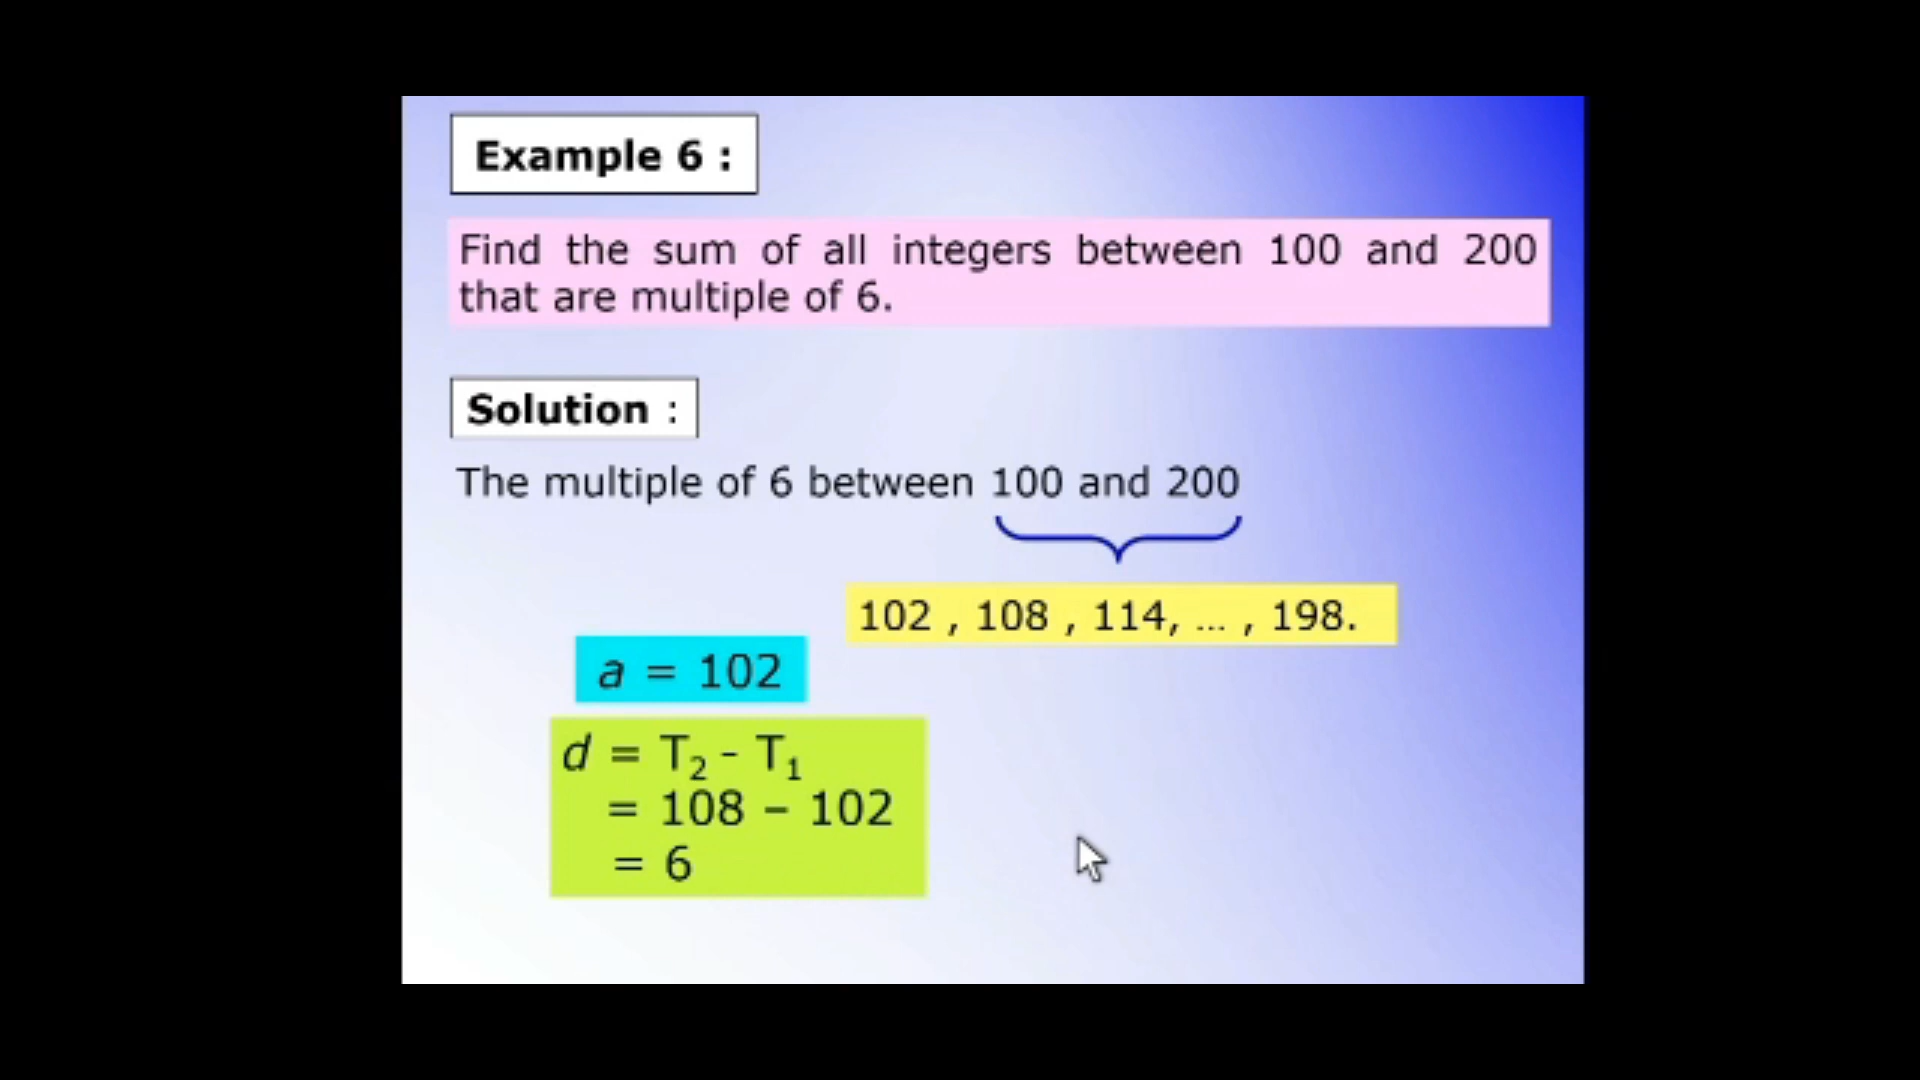 Example 6 :
Find the sum of all integers between 100 and 200
that are multiple of 6.
Solution :
The multiple of 6 between 100 and 200
102 , 108 , 114, ... , 198.
a = 102
d = T₂ - T₁
= 108 – 102
= 6